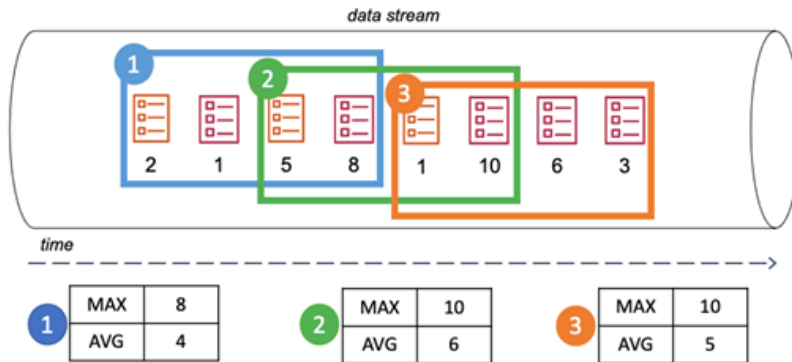 data stream
1
2
3
2 1 5 8 1 10 6 3
time
1 MAX 8
AVG 4
2 MAX 10
AVG 6
3 MAX 10
AVG 5